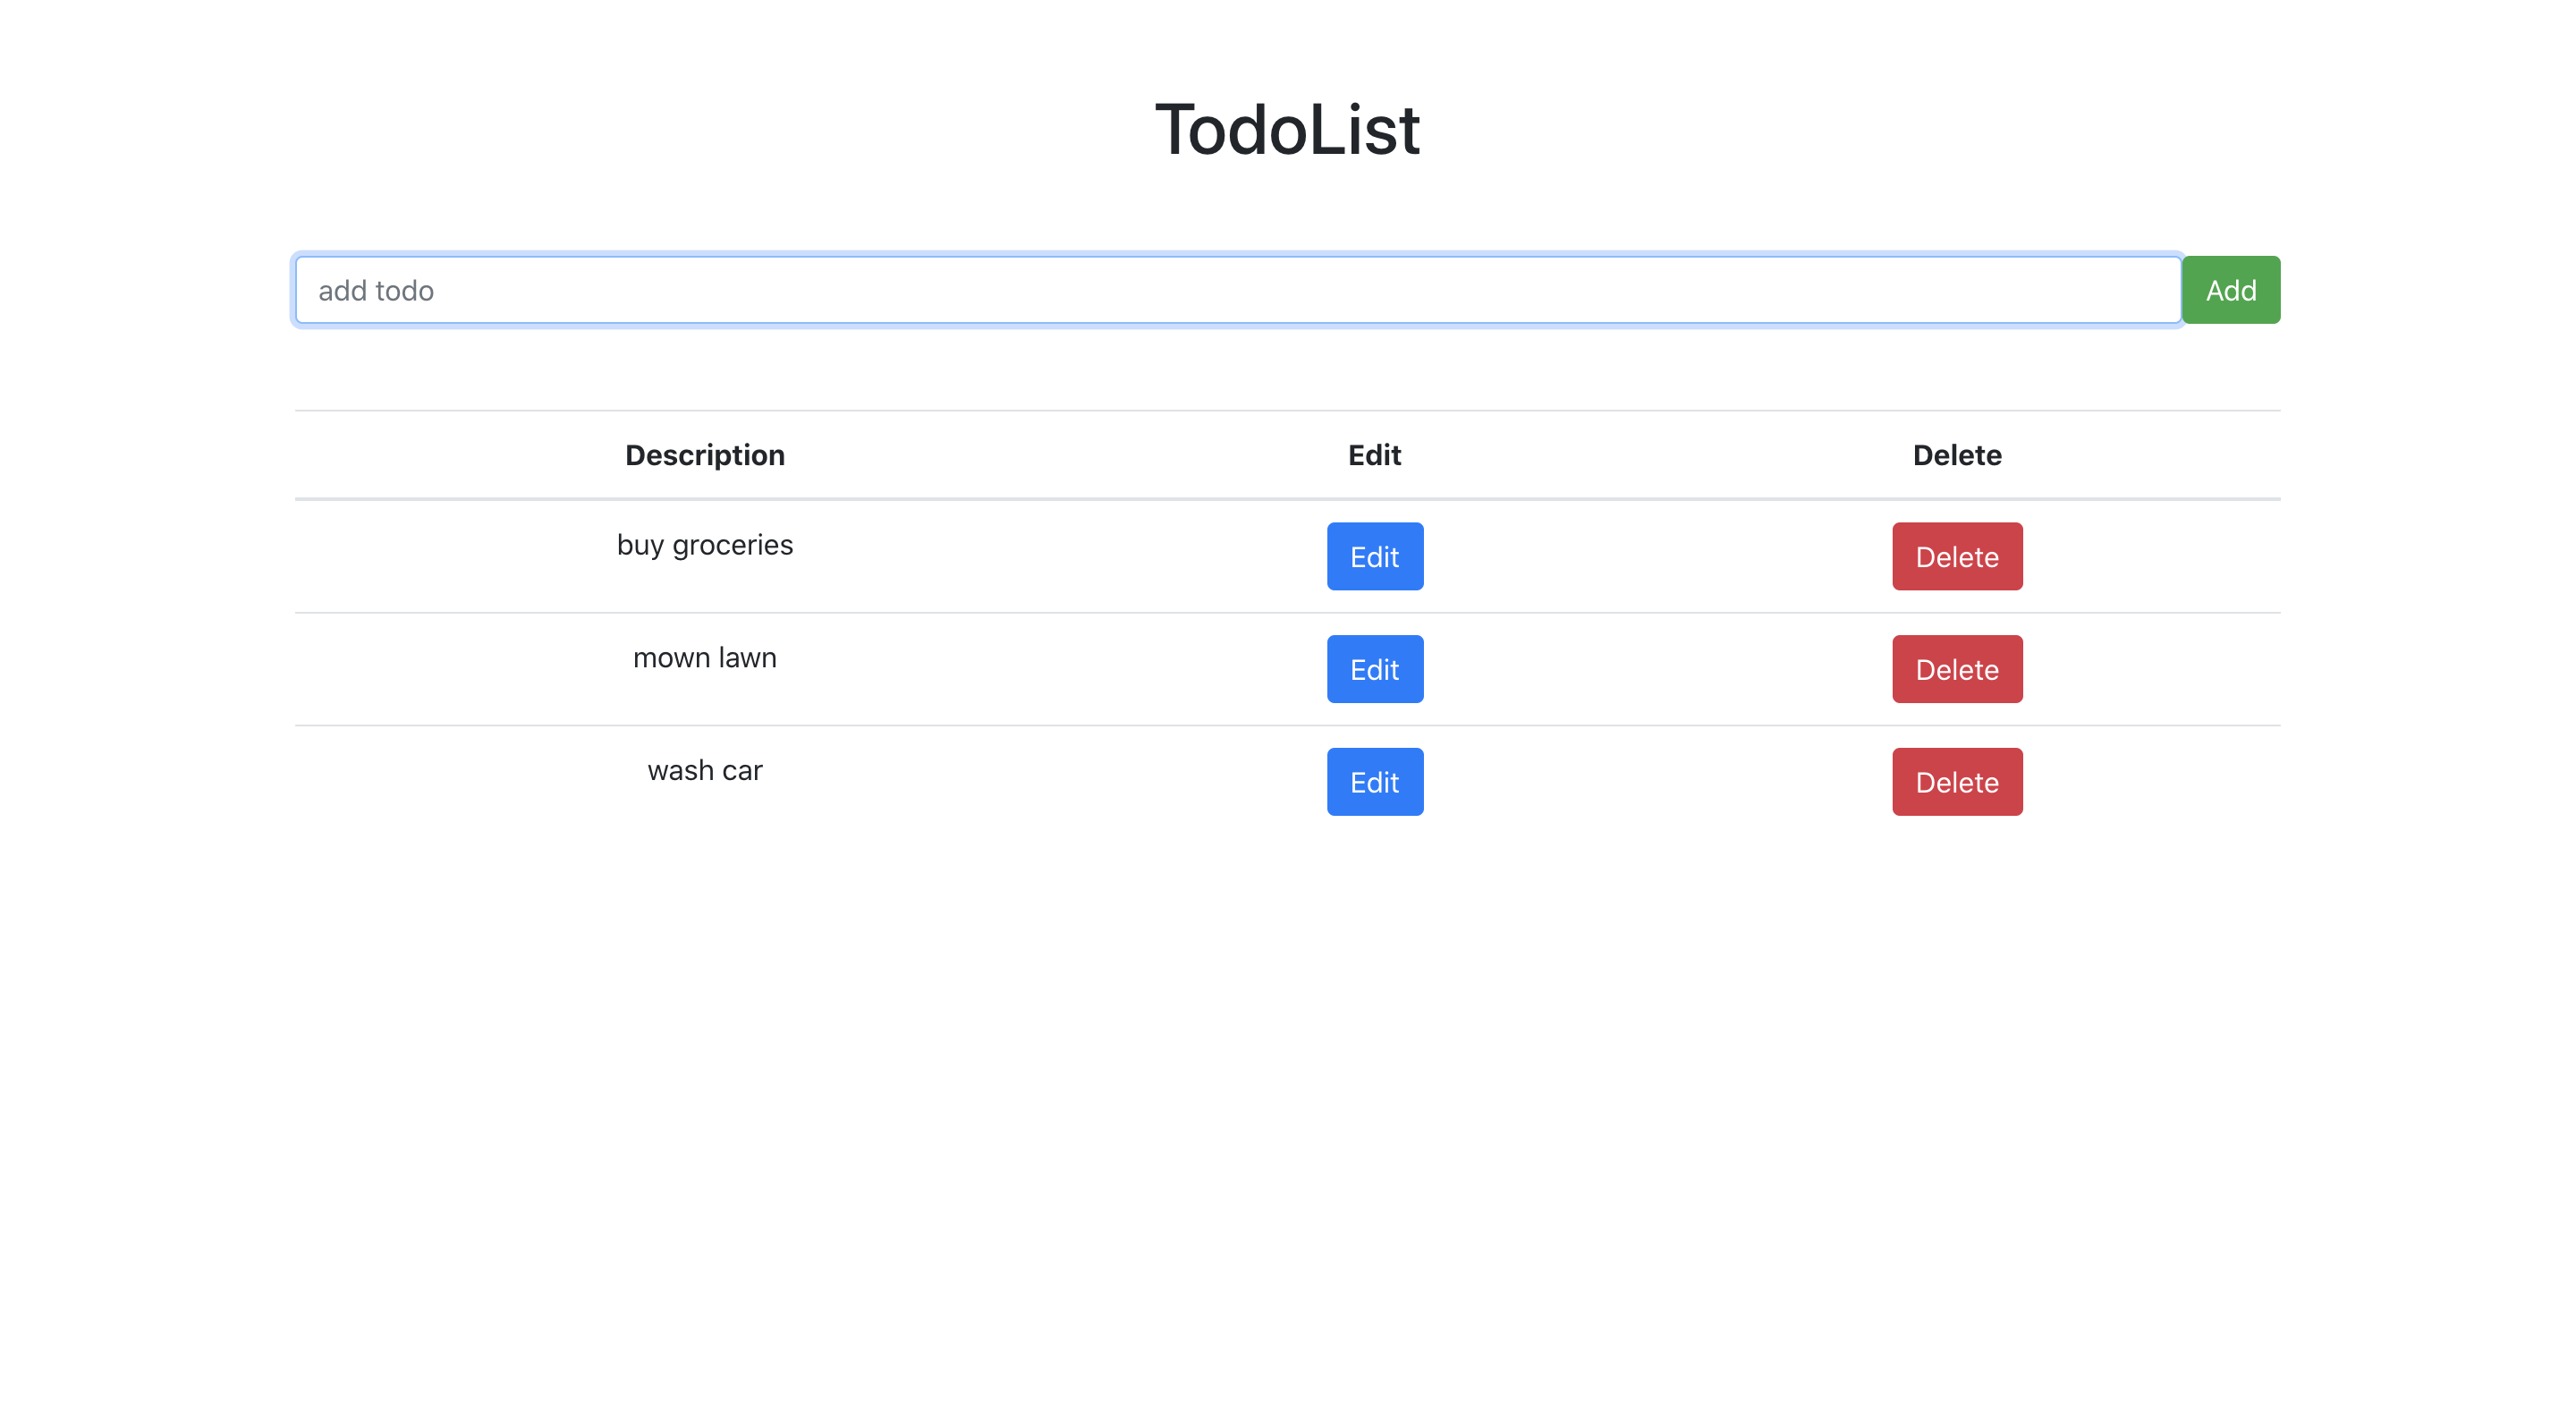 TodoList
add todo Add
Description Edit Delete
buy groceries Edit Delete
mown lawn Edit Delete
wash car Edit Delete